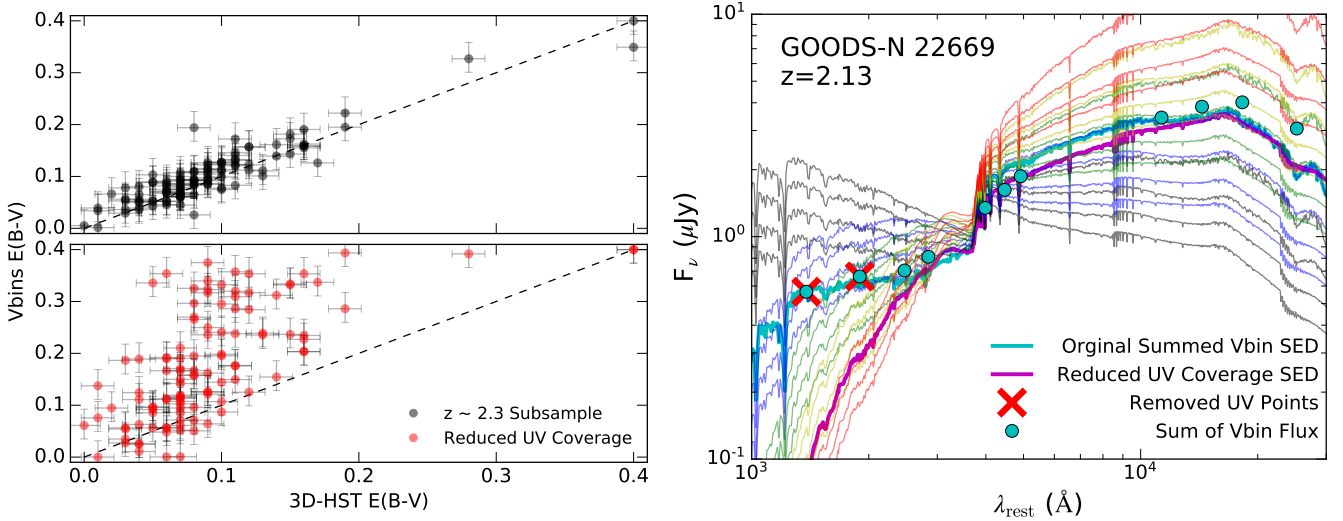 0.4
0.3
0.2
0.1
0.0
0.4
0.3
0.2
0.1
0.0
Vbins E(B-V)
z ~ 2.3 Subsample
Reduced UV Coverage
0.0 0.1 0.2 0.3 0.4
3D-HST E(B-V)
10^1
10^0
10^-1
F_ν (μJy)
GOODS-N 22669
z=2.13
Orginal Summed Vbin SED
Reduced UV Coverage SED
Removed UV Points
Sum of Vbin Flux
10^3 10^4
λ_rest (Å)